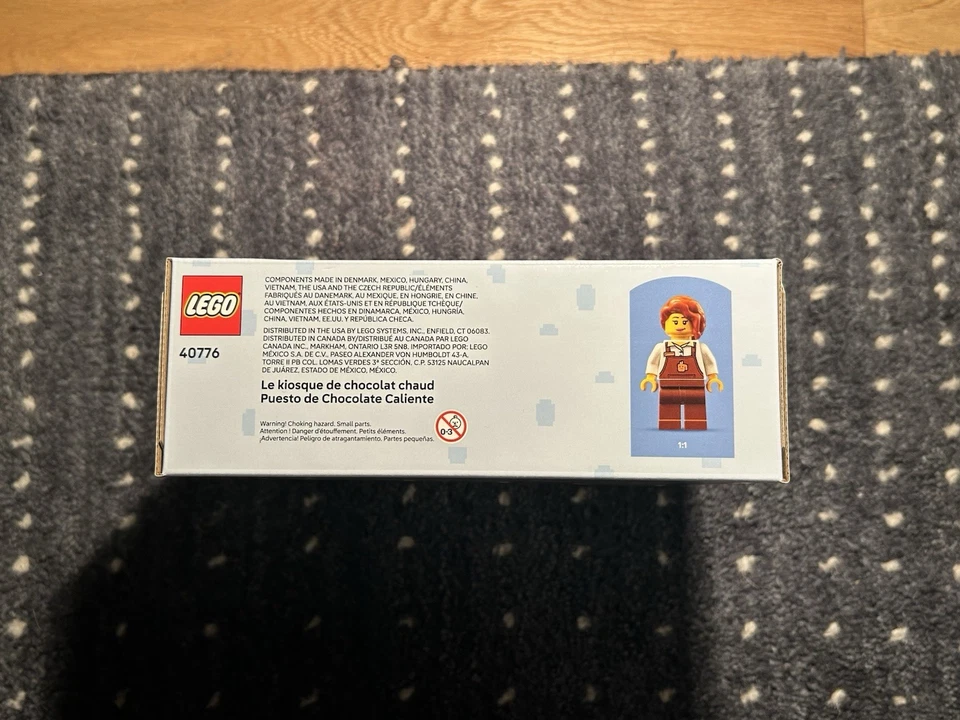 LEGO
40776
COMPONENTS MADE IN DENMARK, MEXICO, HUNGARY, CHINA,
VIETNAM, THE USA AND THE CZECH REPUBLIC/ÉLÉMENTS
FABRIQUÉS AU DANEMARK, AU MEXIQUE, EN HONGRIE, EN CHINE,
AU VIETNAM, AUX ÉTATS-UNIS ET EN RÉPUBLIQUE TCHÈQUE/
COMPONENTES HECHOS EN DINAMARCA, MÉXICO, HUNGRÍA,
CHINA, VIETNAM, EE.UU. Y REPÚBLICA CHECA.
DISTRIBUTED IN THE USA BY LEGO SYSTEMS, INC., ENFIELD, CT 06083.
DISTRIBUTED IN CANADA BY/DISTRIBUÉ AU CANADA PAR LEGO
CANADA INC., MARKHAM, ONTARIO L3R 5N8. IMPORTADO POR: LEGO
MÉXICO S.A. DE C.V., PASEO ALEXANDER VON HUMBOLDT 43-A,
TORRE II PB COL. LOMAS VERDES 3ª SECCIÓN, C.P. 53125 NAUCALPAN
DE JUÁREZ, ESTADO DE MÉXICO, MÉXICO.
Le kiosque de chocolat chaud
Puesto de Chocolate Caliente
Warning! Choking hazard. Small parts.
Attention ! Danger d'étouffement. Petits éléments.
¡Advertencia! Peligro de atragantamiento. Partes pequeñas.
0-3
1:1